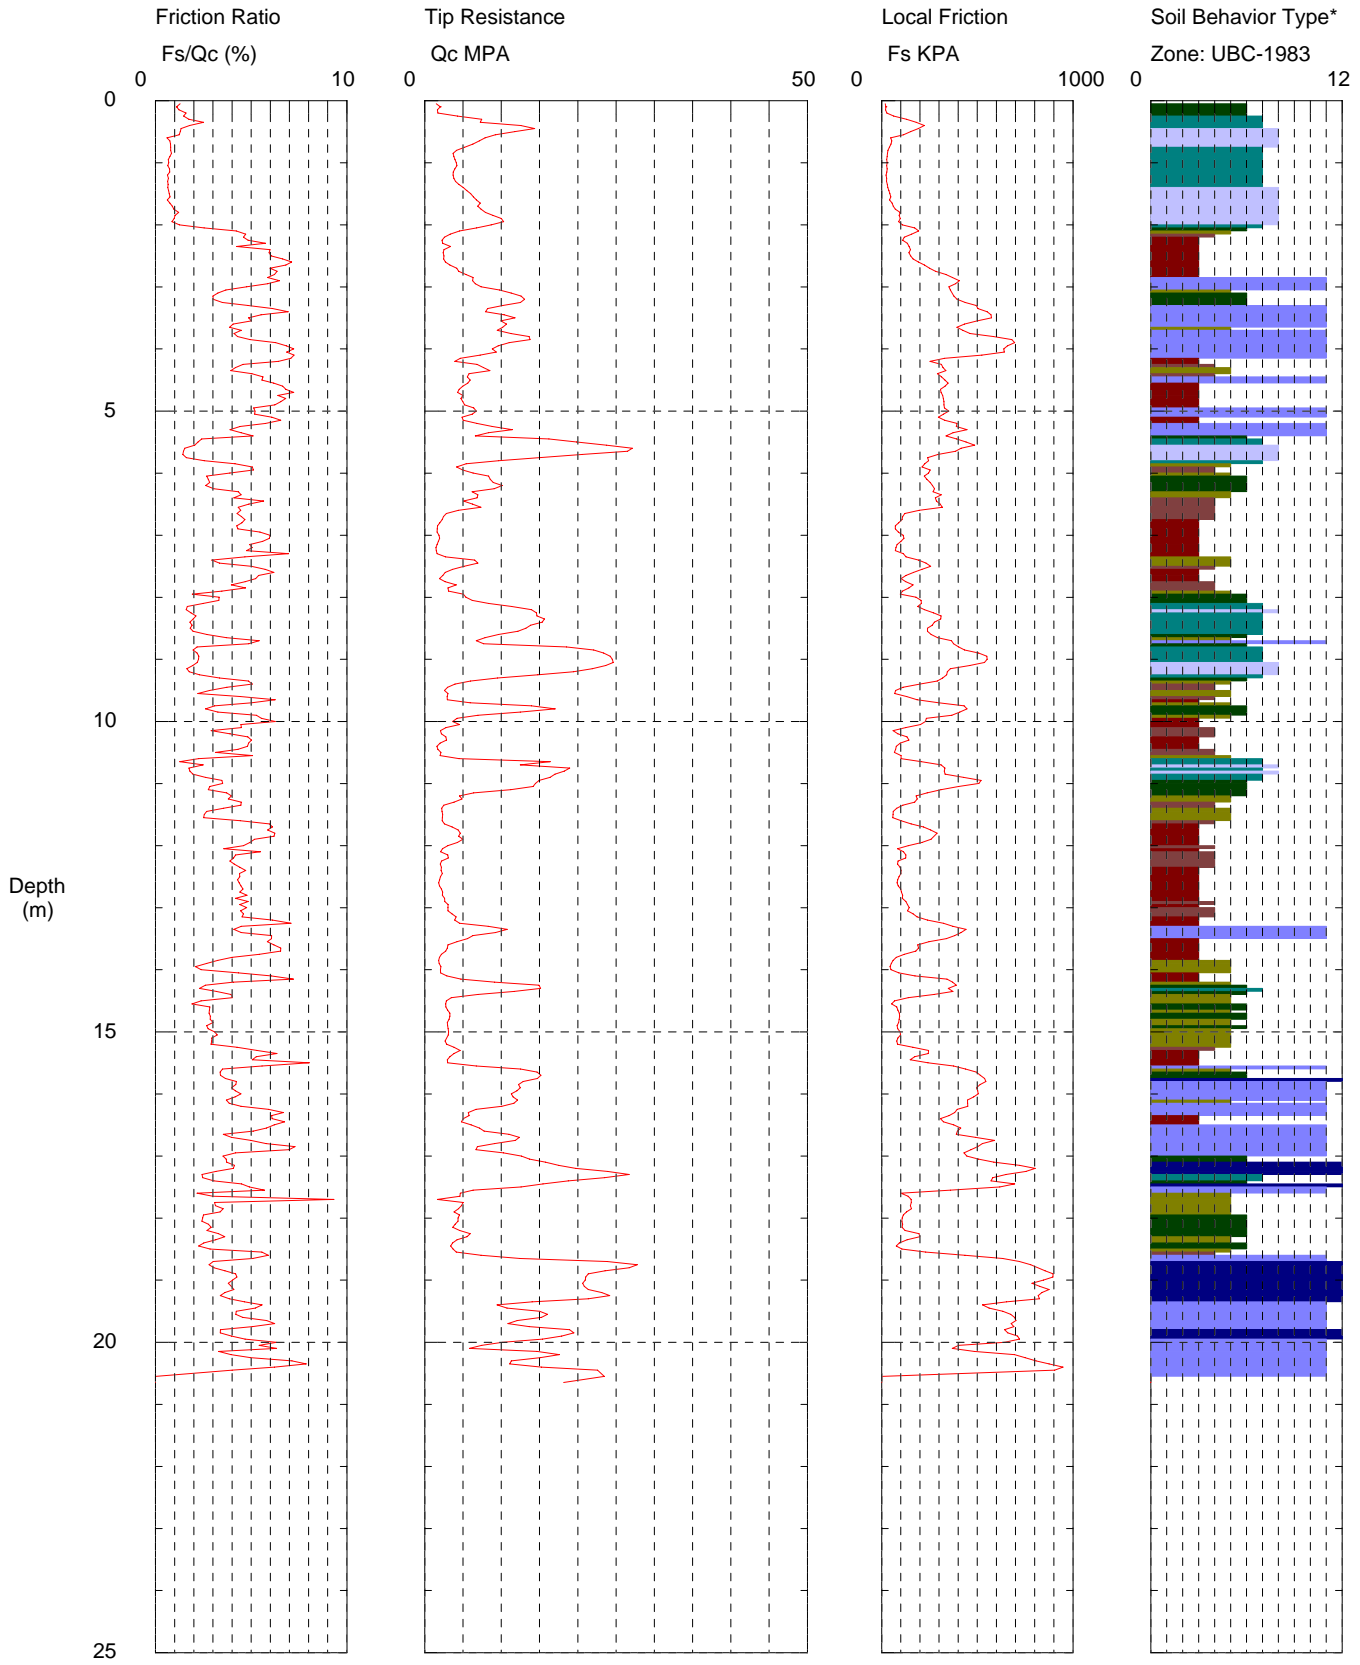 Friction Ratio
Tip Resistance
Local Friction
Soil Behavior Type*
Fs/Qc (%)
Qc MPA
Fs KPA
Zone: UBC-1983
0 10
0 50
0 1000
0 12
0
5
10
Depth
(m)
15
20
25